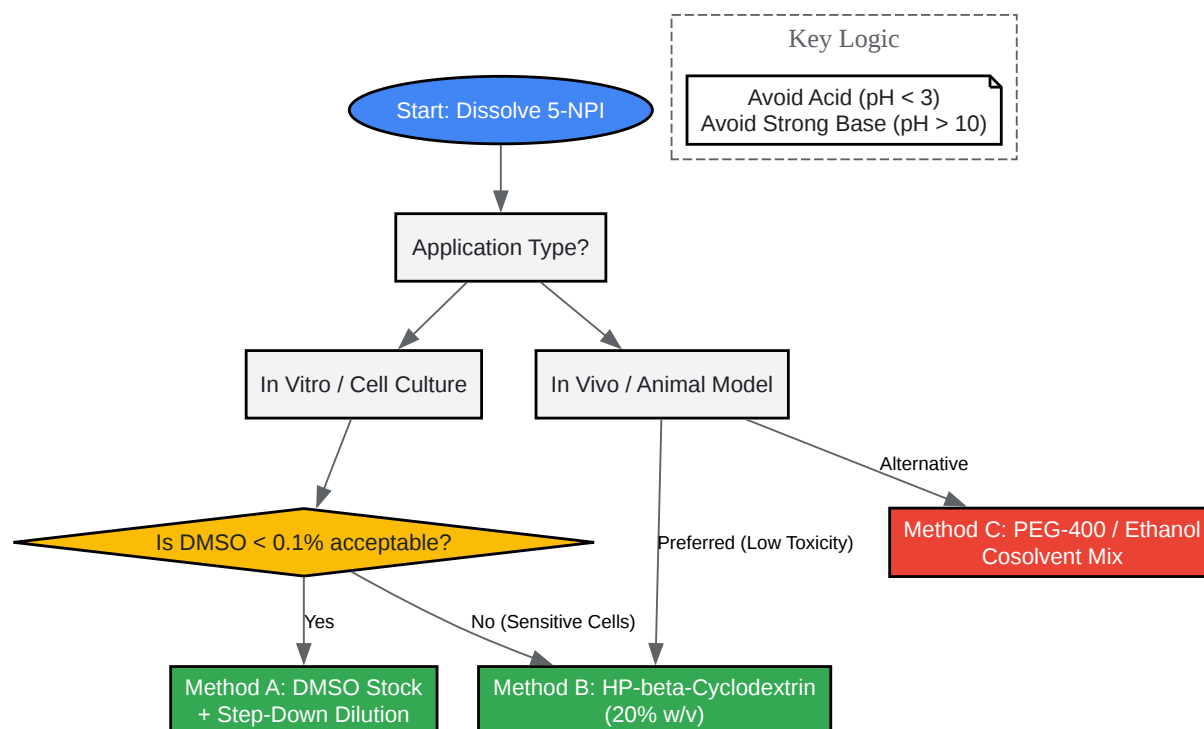 Key Logic
Avoid Acid (pH < 3)
Avoid Strong Base (pH > 10)
Start: Dissolve 5-NPI
Application Type?
In Vitro / Cell Culture
In Vivo / Animal Model
Alternative
Is DMSO < 0.1% acceptable?
Preferred (Low Toxicity)
Method C: PEG-400 / Ethanol
Cosolvent Mix
Yes
No (Sensitive Cells)
Method A: DMSO Stock
+ Step-Down Dilution
Method B: HP-beta-Cyclodextrin
(20% w/v)